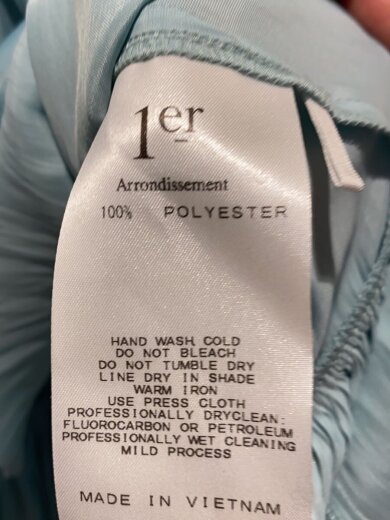 1er
Arrondissement
100% POLYESTER
HAND WASH COLD
DO NOT BLEACH
DO NOT TUMBLE DRY
LINE DRY IN SHADE
WARM IRON
USE PRESS CLOTH
PROFESSIONALLY DRYCLEAN:
FLUOROCARBON OR PETROLEUM
PROFESSIONALLY WET CLEANING
MILD PROCESS
MADE IN VIETNAM